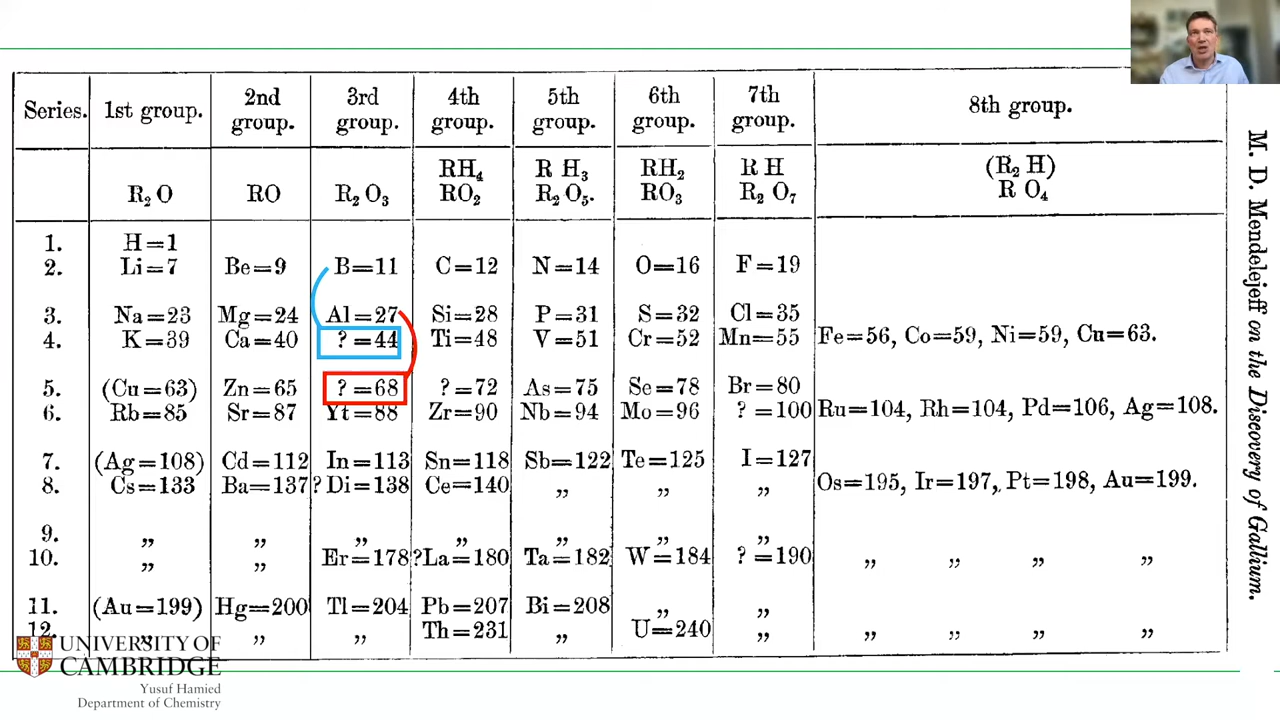 Series. 1st group. 2nd group. 3rd group. 4th group. 5th group. 6th group. 7th group. 8th group.
R₂ O RO R₂ O₃ RH₄ RO₂ R H₃ R₂ O₅. RH₂ RO₃ R H R₂ O₇ (R₂ H) R O₄
1. H=1
2. Li=7 Be=9 B=11 C=12 N=14 O=16 F=19
3. Na=23 Mg=24 Al=27 Si=28 P=31 S=32 Cl=35
4. K=39 Ca=40 ?=44 Ti=48 V=51 Cr=52 Mn=55 Fe=56, Co=59, Ni=59, Cu=63.
5. (Cu=63) Zn=65 ?=68 ?=72 As=75 Se=78 Br=80
6. Rb=85 Sr=87 Yt=88 Zr=90 Nb=94 Mo=96 ?=100 Ru=104, Rh=104, Pd=106, Ag=108.
7. (Ag=108) Cd=112 In=113 Sn=118 Sb=122 Te=125 I=127
8. Cs=133 Ba=137 ?Di=138 Ce=140 „ „ „ Os=195, Ir=197, Pt=198, Au=199.
9. „ „ „ „ „ „ „
10. „ „ Er=178 ?La=180 Ta=182 W=184 ?=190 „ „ „ „
11. (Au=199) Hg=200 Tl=204 Pb=207 Bi=208 „ „
12. „ „ „ Th=231 „ U=240 „ „ „ „ „
M. D. Mendelejeff on the Discovery of Gallium.
UNIVERSITY OF
CAMBRIDGE
Yusuf Hamied
Department of Chemistry